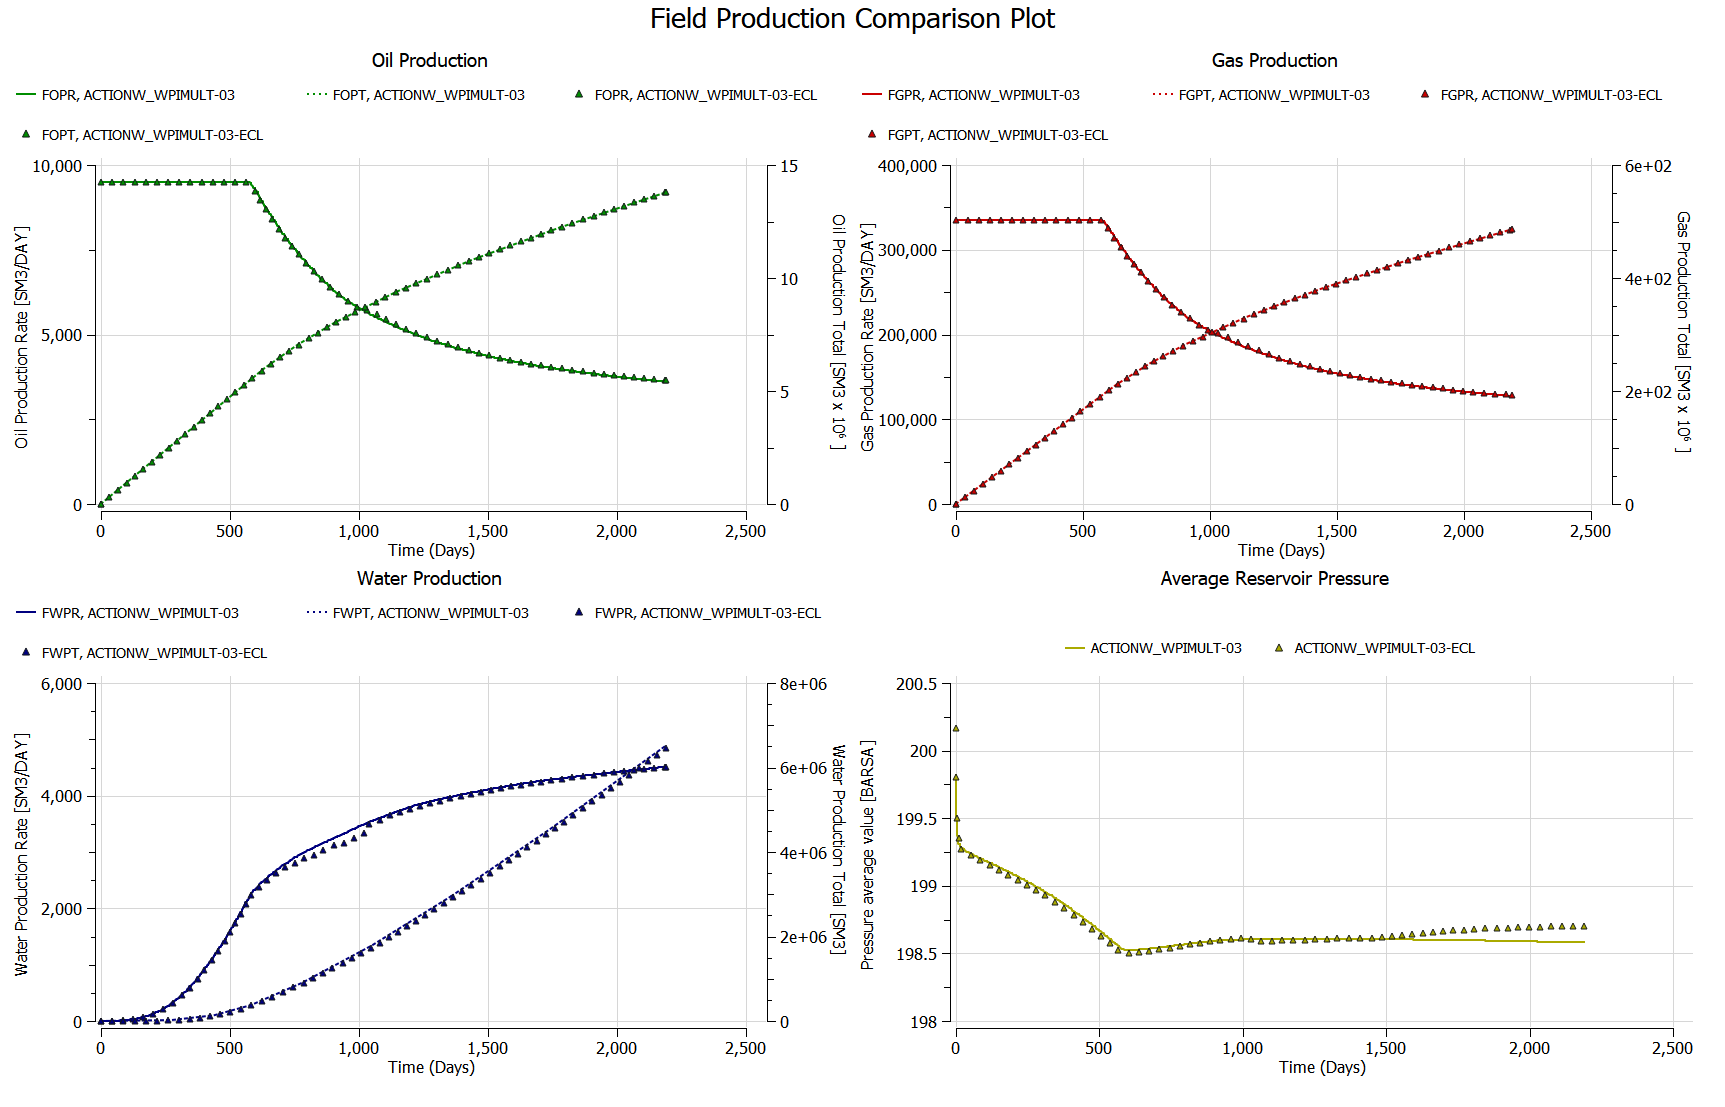 Field Production Comparison Plot
Oil Production
FOPR, ACTIONW_WPIMULT-03 FOPT, ACTIONW_WPIMULT-03 FOPR, ACTIONW_WPIMULT-03-ECL
FOPT, ACTIONW_WPIMULT-03-ECL
10,000
5,000
0
Oil Production Rate [SM3/DAY]
15
10
5
0
Oil Production Total [SM3 x 10⁶ ]
0 500 1,000 1,500 2,000 2,500
Time (Days)
Gas Production
FGPR, ACTIONW_WPIMULT-03 FGPT, ACTIONW_WPIMULT-03 FGPR, ACTIONW_WPIMULT-03-ECL
FGPT, ACTIONW_WPIMULT-03-ECL
400,000
300,000
200,000
100,000
0
Gas Production Rate [SM3/DAY]
6e+02
4e+02
2e+02
0
Gas Production Total [SM3 x 10⁶ ]
0 500 1,000 1,500 2,000 2,500
Time (Days)
Water Production
FWPR, ACTIONW_WPIMULT-03 FWPT, ACTIONW_WPIMULT-03 FWPR, ACTIONW_WPIMULT-03-ECL
FWPT, ACTIONW_WPIMULT-03-ECL
6,000
4,000
2,000
0
Water Production Rate [SM3/DAY]
8e+06
6e+06
4e+06
2e+06
0
Water Production Total [SM3]
0 500 1,000 1,500 2,000 2,500
Time (Days)
Average Reservoir Pressure
ACTIONW_WPIMULT-03 ACTIONW_WPIMULT-03-ECL
200.5
200
199.5
199
198.5
198
Pressure average value [BARSA]
0 500 1,000 1,500 2,000 2,500
Time (Days)